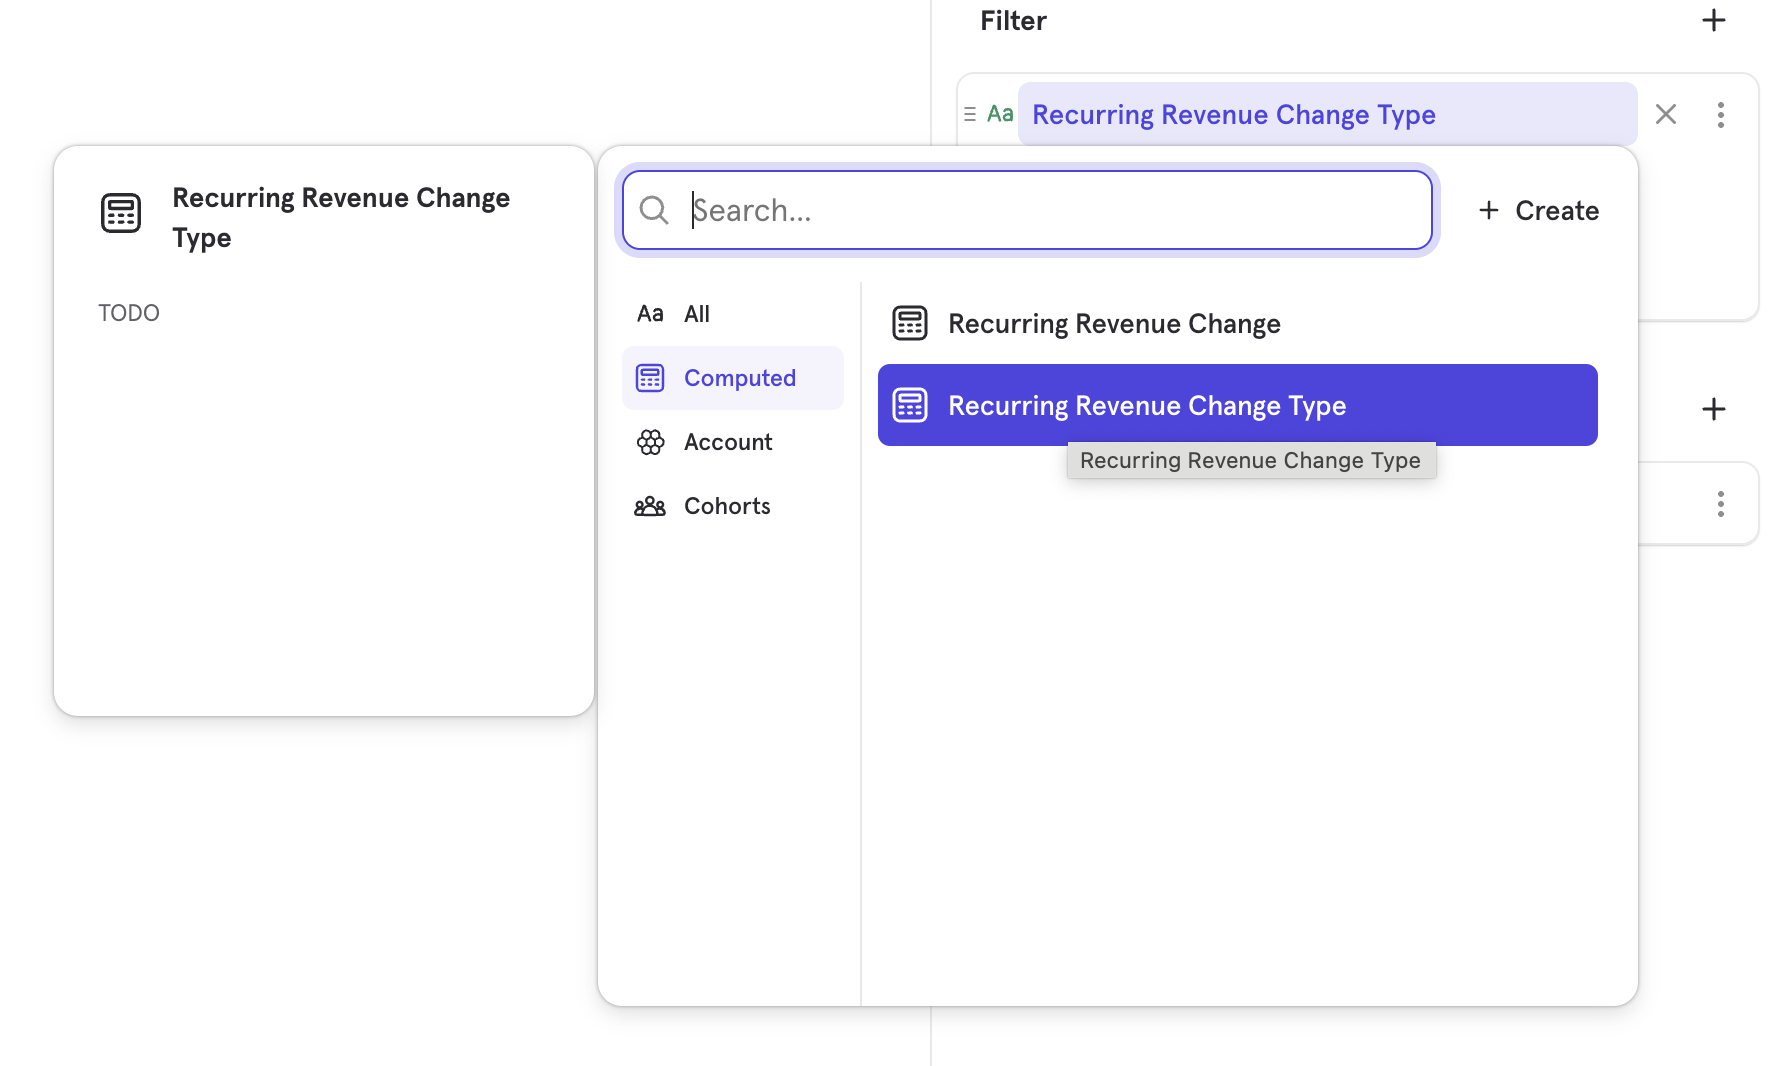 Filter
Aa Recurring Revenue Change Type
Recurring Revenue Change
Type
TODO
Search...
+ Create
Aa All
Computed
Account
Cohorts
Recurring Revenue Change
Recurring Revenue Change Type
Recurring Revenue Change Type